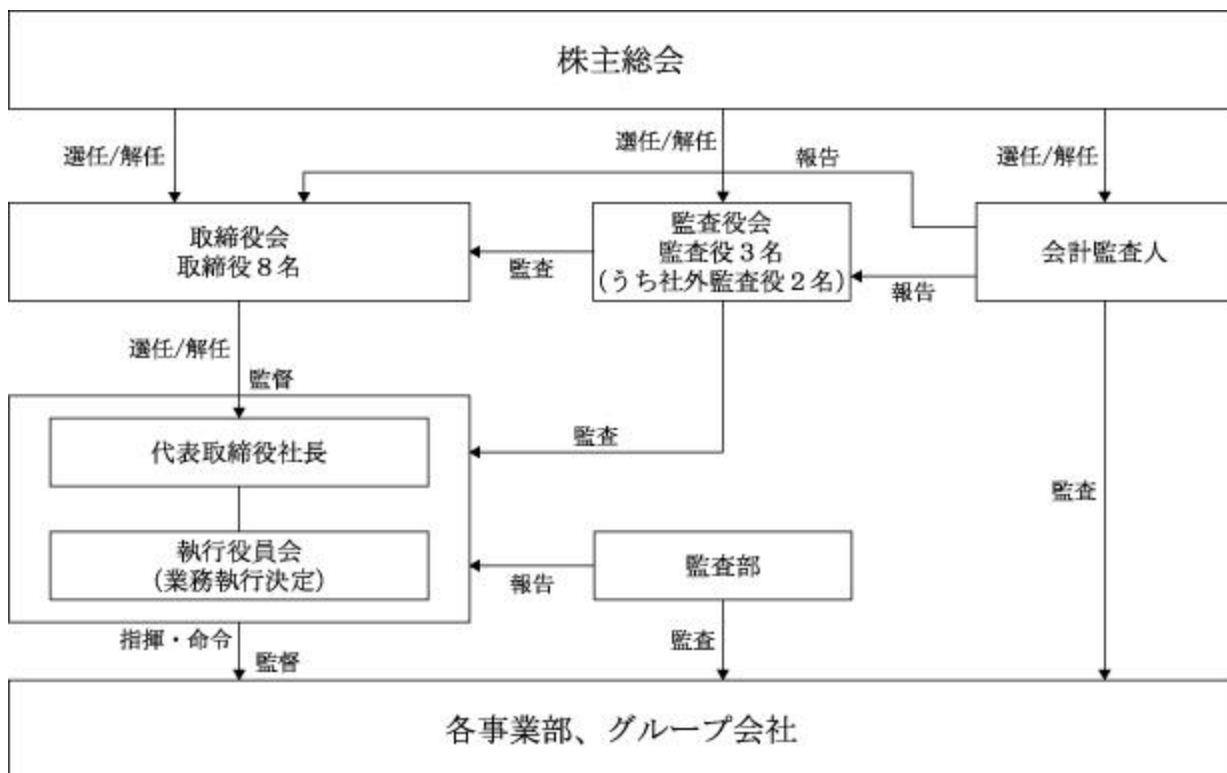 株主総会
選任/解任
選任/解任
報告
選任/解任
取締役会
取締役８名
監査
監査役会
監査役３名
(うち社外監査役２名)
報告
会計監査人
選任/解任
監督
代表取締役社長
監査
監査
執行役員会
(業務執行決定)
報告
監査部
指揮・命令
監督
監査
各事業部、グループ会社